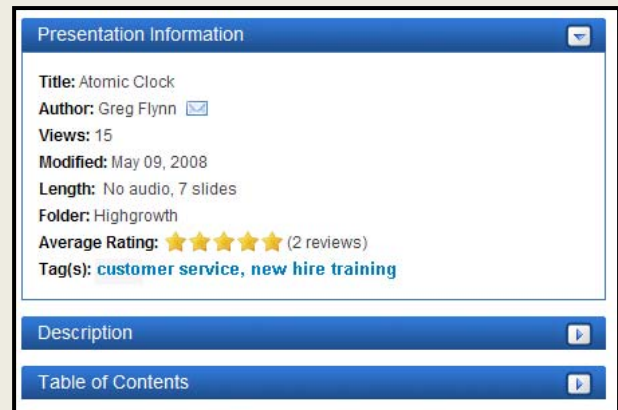 Presentation Information
Title: Atomic Clock
Author: Greg Flynn
Views: 15
Modified: May 09, 2008
Length: No audio, 7 slides
Folder: Highgrowth
Average Rating: (2 reviews)
Tag(s): customer service, new hire training
Description
Table of Contents